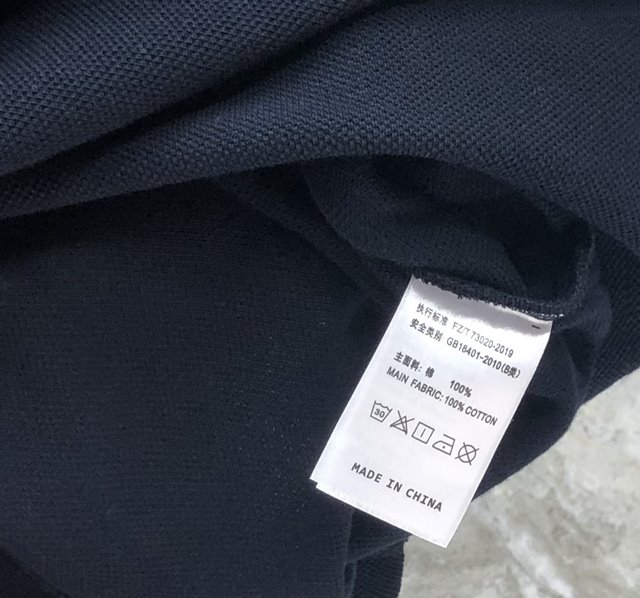 执行标准 FZ/T 73020-2019
安全类别 GB18401-2010(B类)
主面料: 棉 100%
MAIN FABRIC: 100% COTTON
30
MADE IN CHINA